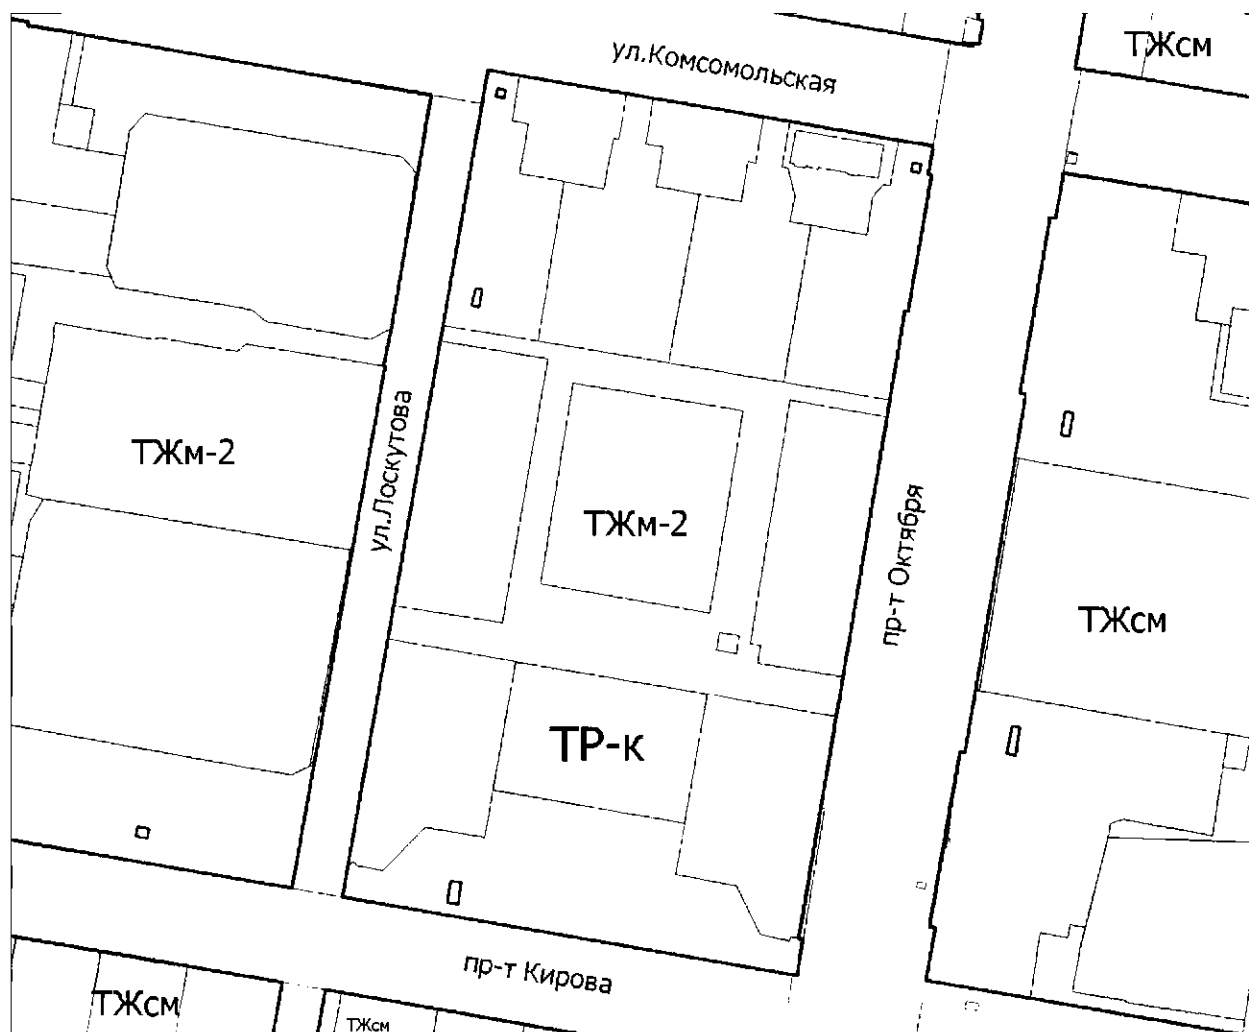 ТЖсм
ул.Комсомольская
ТЖм-2
ул.Лоскутова
ТЖм-2
пр-т Октября
ТЖсм
ТР-к
пр-т Кирова
ТЖсм
ТЖсм